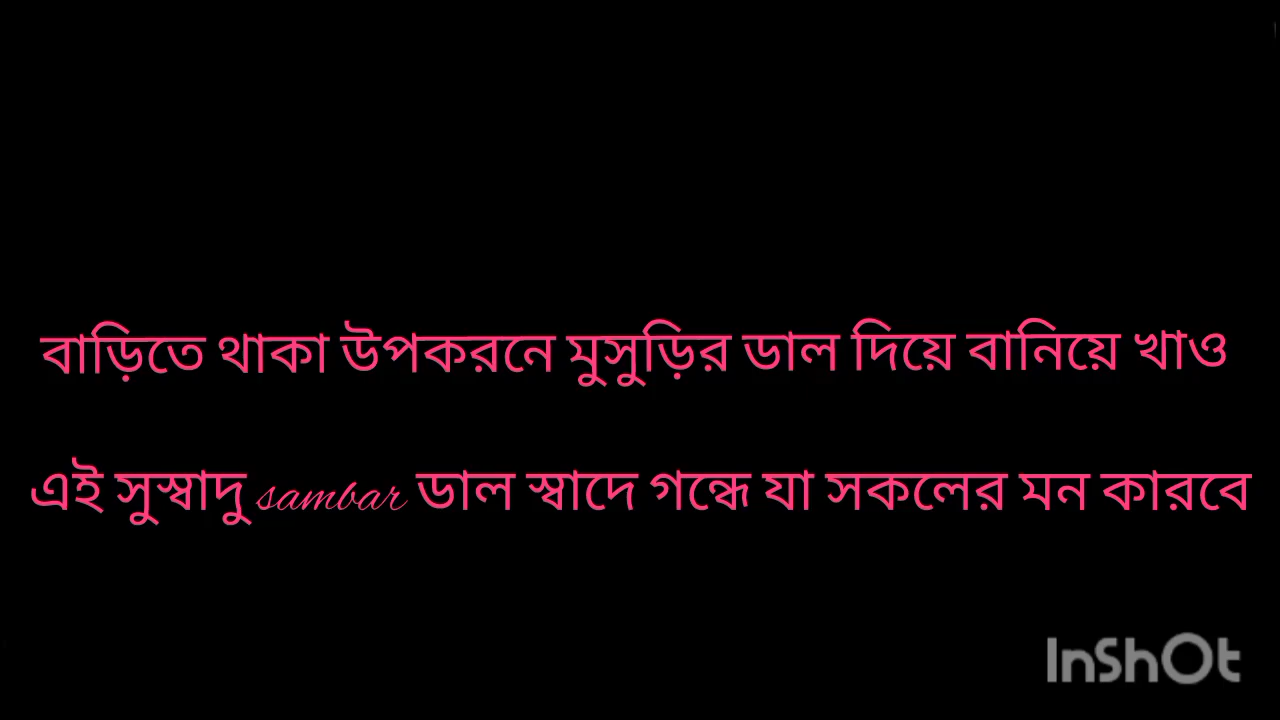 বাড়িতে থাকা উপকরনে মুসুড়ির ডাল দিয়ে বানিয়ে খাও
এই সুস্বাদু sambar ডাল স্বাদে গন্ধে যা সকলের মন কারবে
InShOt